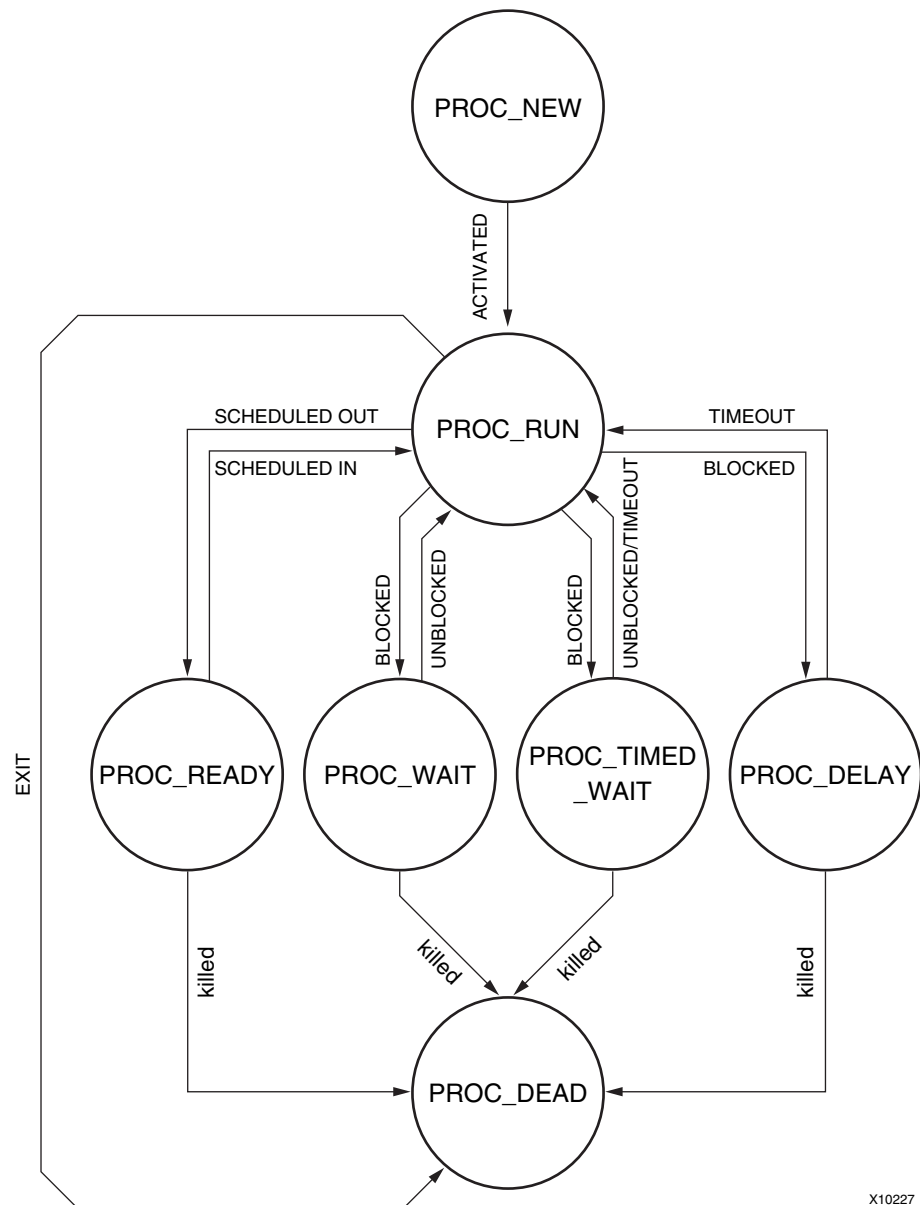 PROC_NEW
ACTIVATED
SCHEDULED OUT
PROC_RUN
TIMEOUT
SCHEDULED IN
BLOCKED
BLOCKED
UNBLOCKED
BLOCKED
UNBLOCKED/TIMEOUT
EXIT
PROC_READY
PROC_WAIT
PROC_TIMED
_WAIT
PROC_DELAY
killed
killed
killed
killed
PROC_DEAD
X10227